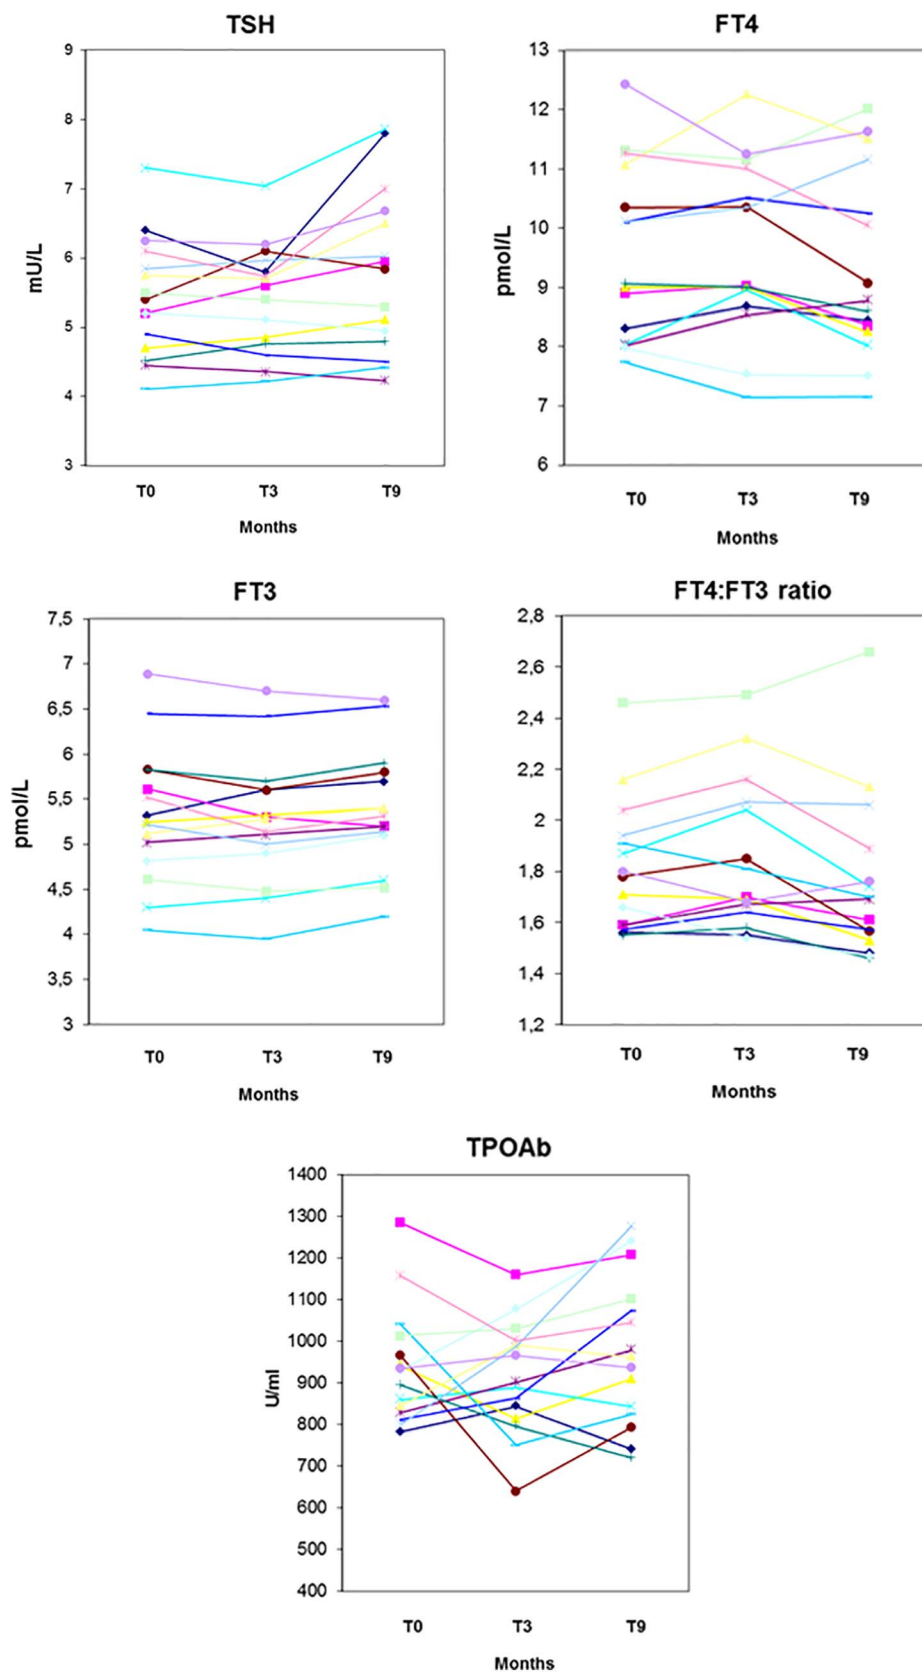 TSH
9
8
7
6
5
4
3
mU/L
T0 T3 T9
Months
FT4
13
12
11
10
9
8
7
6
pmol/L
T0 T3 T9
Months
FT3
7,5
7
6,5
6
5,5
5
4,5
4
3,5
3
pmol/L
T0 T3 T9
Months
FT4:FT3 ratio
2,8
2,6
2,4
2,2
2
1,8
1,6
1,4
1,2
T0 T3 T9
Months
TPOAb
1400
1300
1200
1100
1000
900
800
700
600
500
400
U/ml
T0 T3 T9
Months